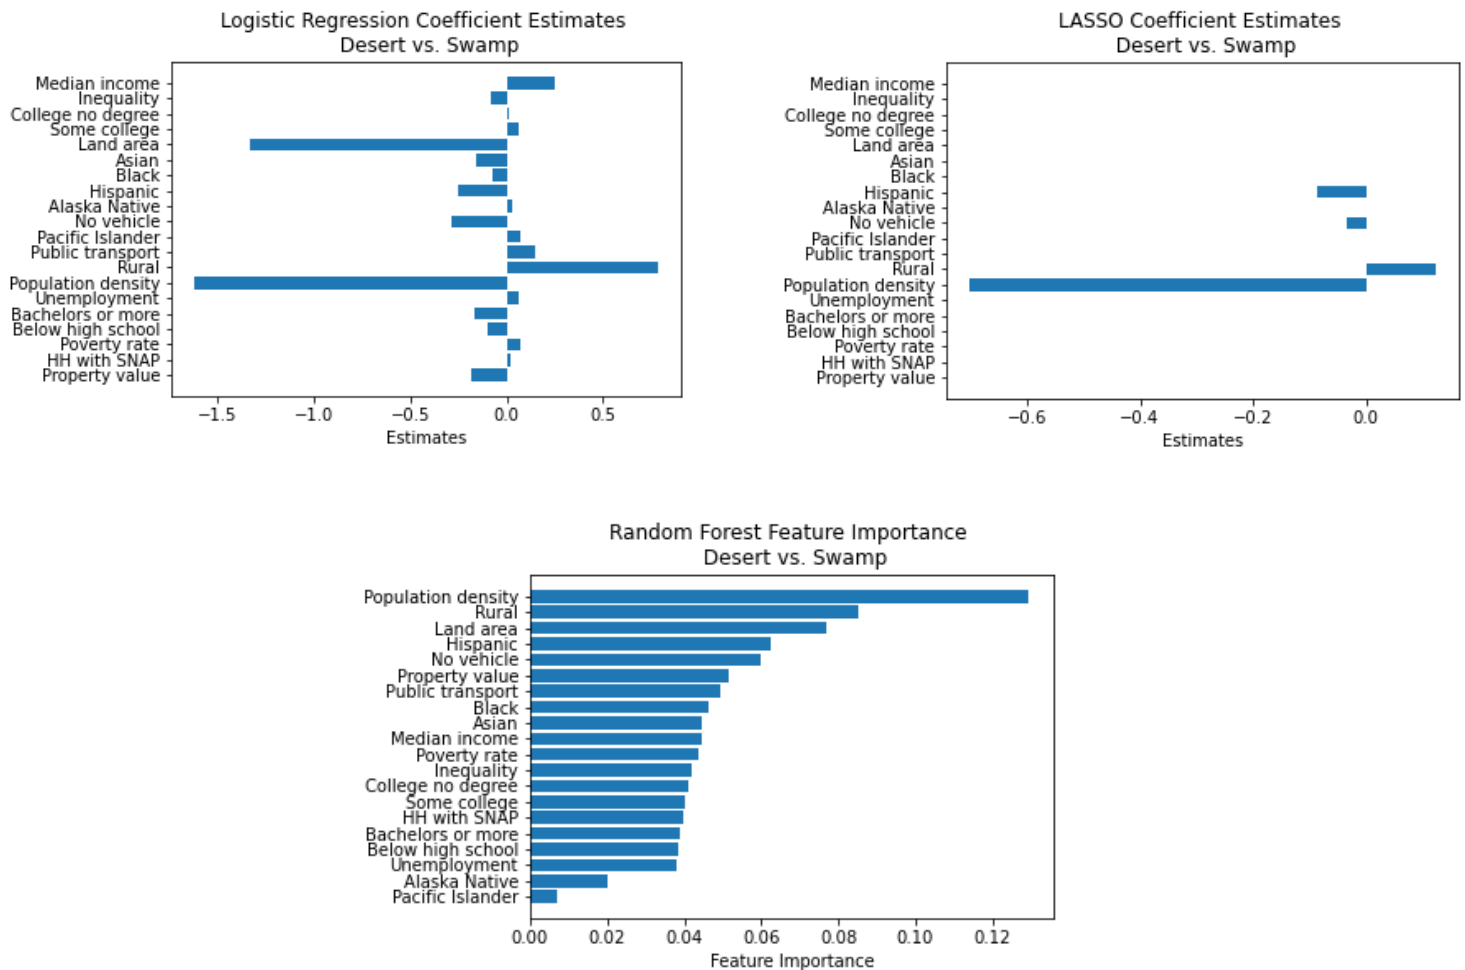 Logistic Regression Coefficient Estimates
Desert vs. Swamp
Median income
Inequality
College no degree
Some college
Land area
Asian
Black
Hispanic
Alaska Native
No vehicle
Pacific Islander
Public transport
Rural
Population density
Unemployment
Bachelors or more
Below high school
Poverty rate
HH with SNAP
Property value
−1.5 −1.0 −0.5 0.0 0.5
Estimates
LASSO Coefficient Estimates
Desert vs. Swamp
Median income
Inequality
College no degree
Some college
Land area
Asian
Black
Hispanic
Alaska Native
No vehicle
Pacific Islander
Public transport
Rural
Population density
Unemployment
Bachelors or more
Below high school
Poverty rate
HH with SNAP
Property value
−0.6 −0.4 −0.2 0.0
Estimates
Random Forest Feature Importance
Desert vs. Swamp
Population density
Rural
Land area
Hispanic
No vehicle
Property value
Public transport
Black
Asian
Median income
Poverty rate
Inequality
College no degree
Some college
HH with SNAP
Bachelors or more
Below high school
Unemployment
Alaska Native
Pacific Islander
0.00 0.02 0.04 0.06 0.08 0.10 0.12
Feature Importance